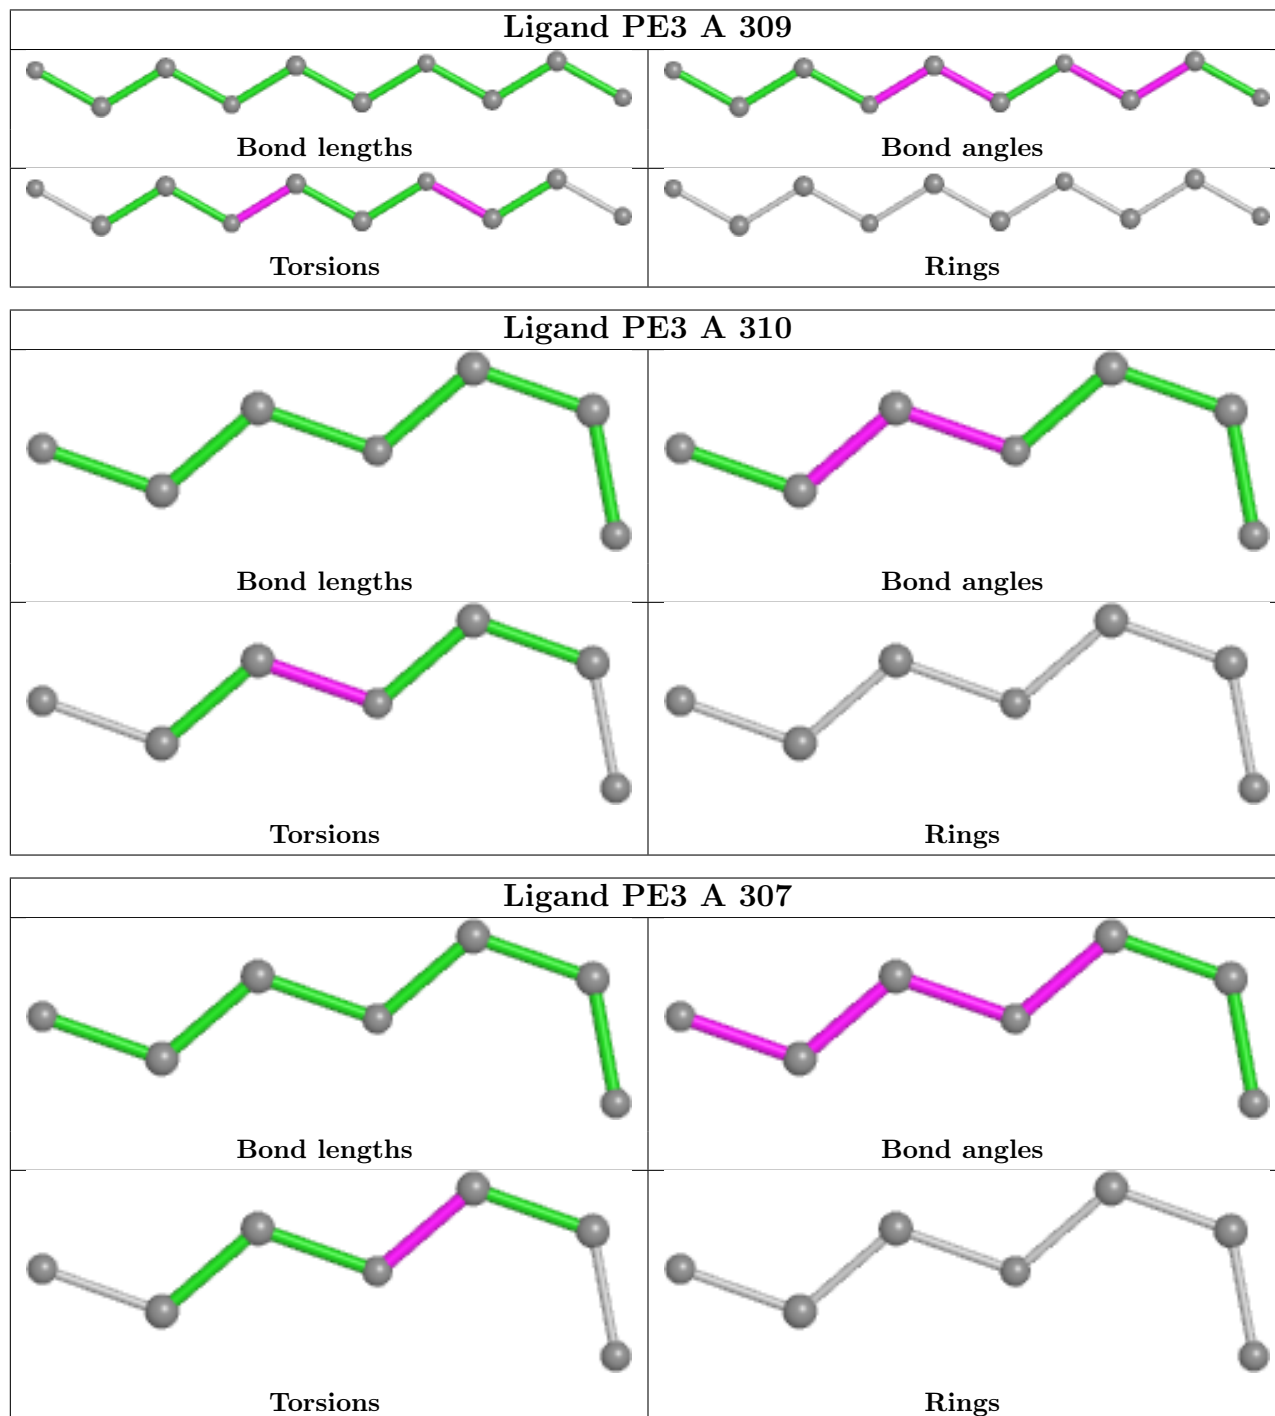 Ligand PE3 A 309
Bond lengths
Bond angles
Torsions
Rings
Ligand PE3 A 310
Bond lengths
Bond angles
Torsions
Rings
Ligand PE3 A 307
Bond lengths
Bond angles
Torsions
Rings